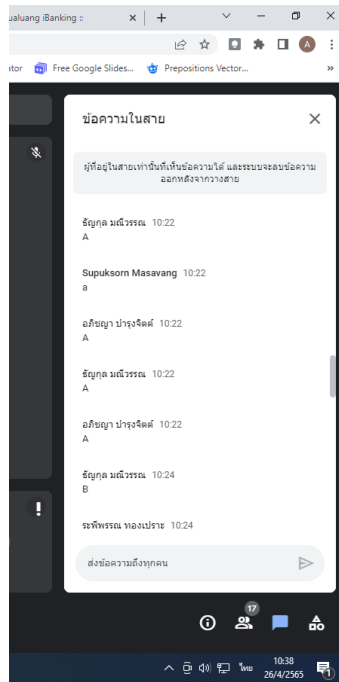 ualuang iBanking ::
ator
Free Google Slides...
Prepositions Vector...
»
A
ข้อความในสาย
ผู้ที่อยู่ในสายเท่านั้นที่เห็นข้อความได้ และระบบจะลบข้อความ
ออกหลังจากวางสาย
ธัญกุล มณีวรรณ 10:22
A
Supuksorn Masavang 10:22
a
อภิชญา บำรุงจิตต์ 10:22
A
ธัญกุล มณีวรรณ 10:22
A
อภิชญา บำรุงจิตต์ 10:22
A
ธัญกุล มณีวรรณ 10:24
B
ระพีพรรณ ทองเปราะ 10:24
ส่งข้อความถึงทุกคน
17
ไทย
10:38
26/4/2565
1